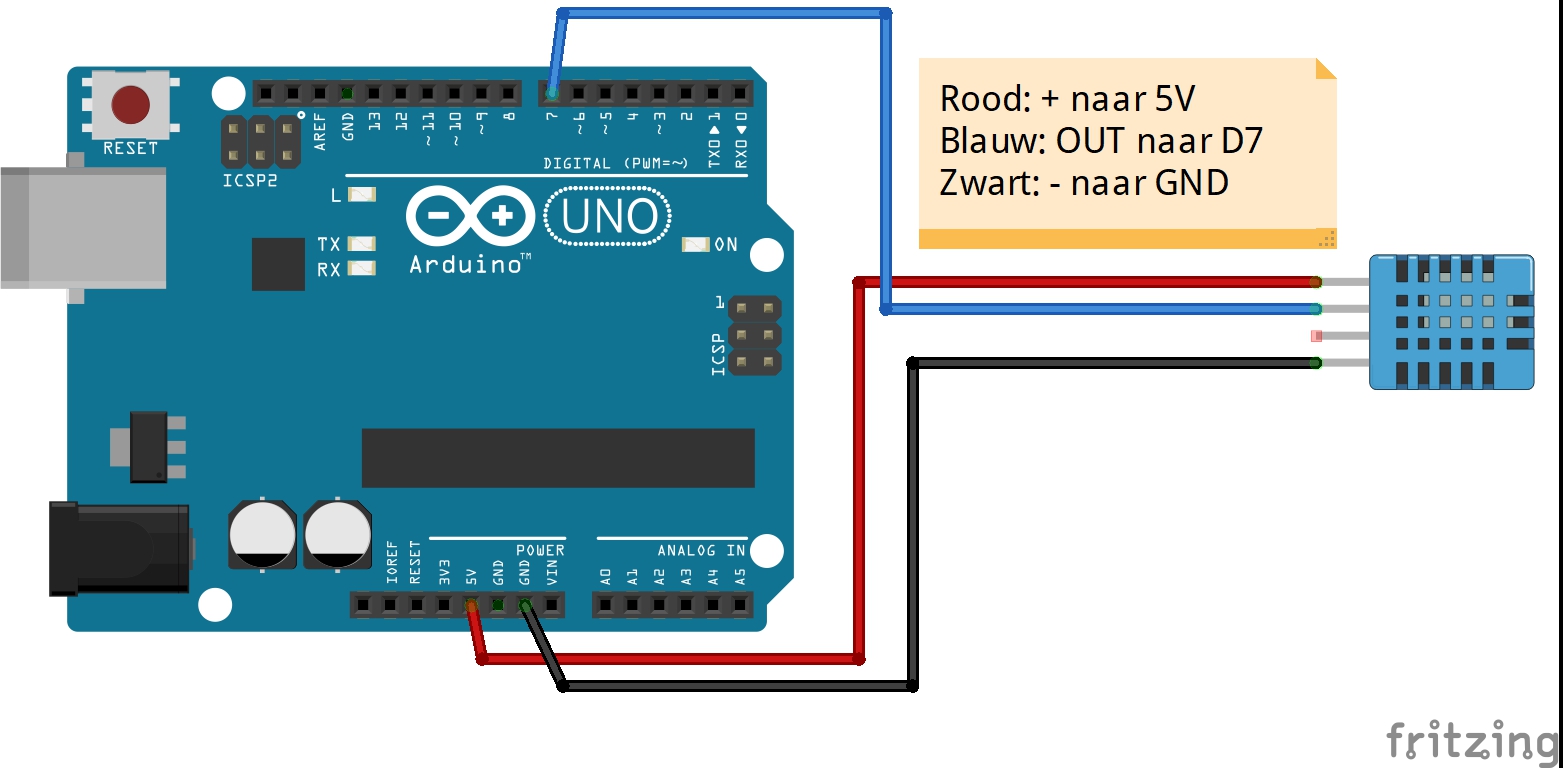 RESET
ICSP2
AREF
GND
13
12
~11
~10
~9
8
7
~6
~5
4
~3
2
TX0▶1
RX0◀0
DIGITAL (PWM=~)
L
TX
RX
UNO
Arduino™
ON
1
ICSP
Rood: + naar 5V
Blauw: OUT naar D7
Zwart: - naar GND
IOREF
RESET
3V3
5V
GND
GND
VIN
POWER
ANALOG IN
A0
A1
A2
A3
A4
A5
fritzing